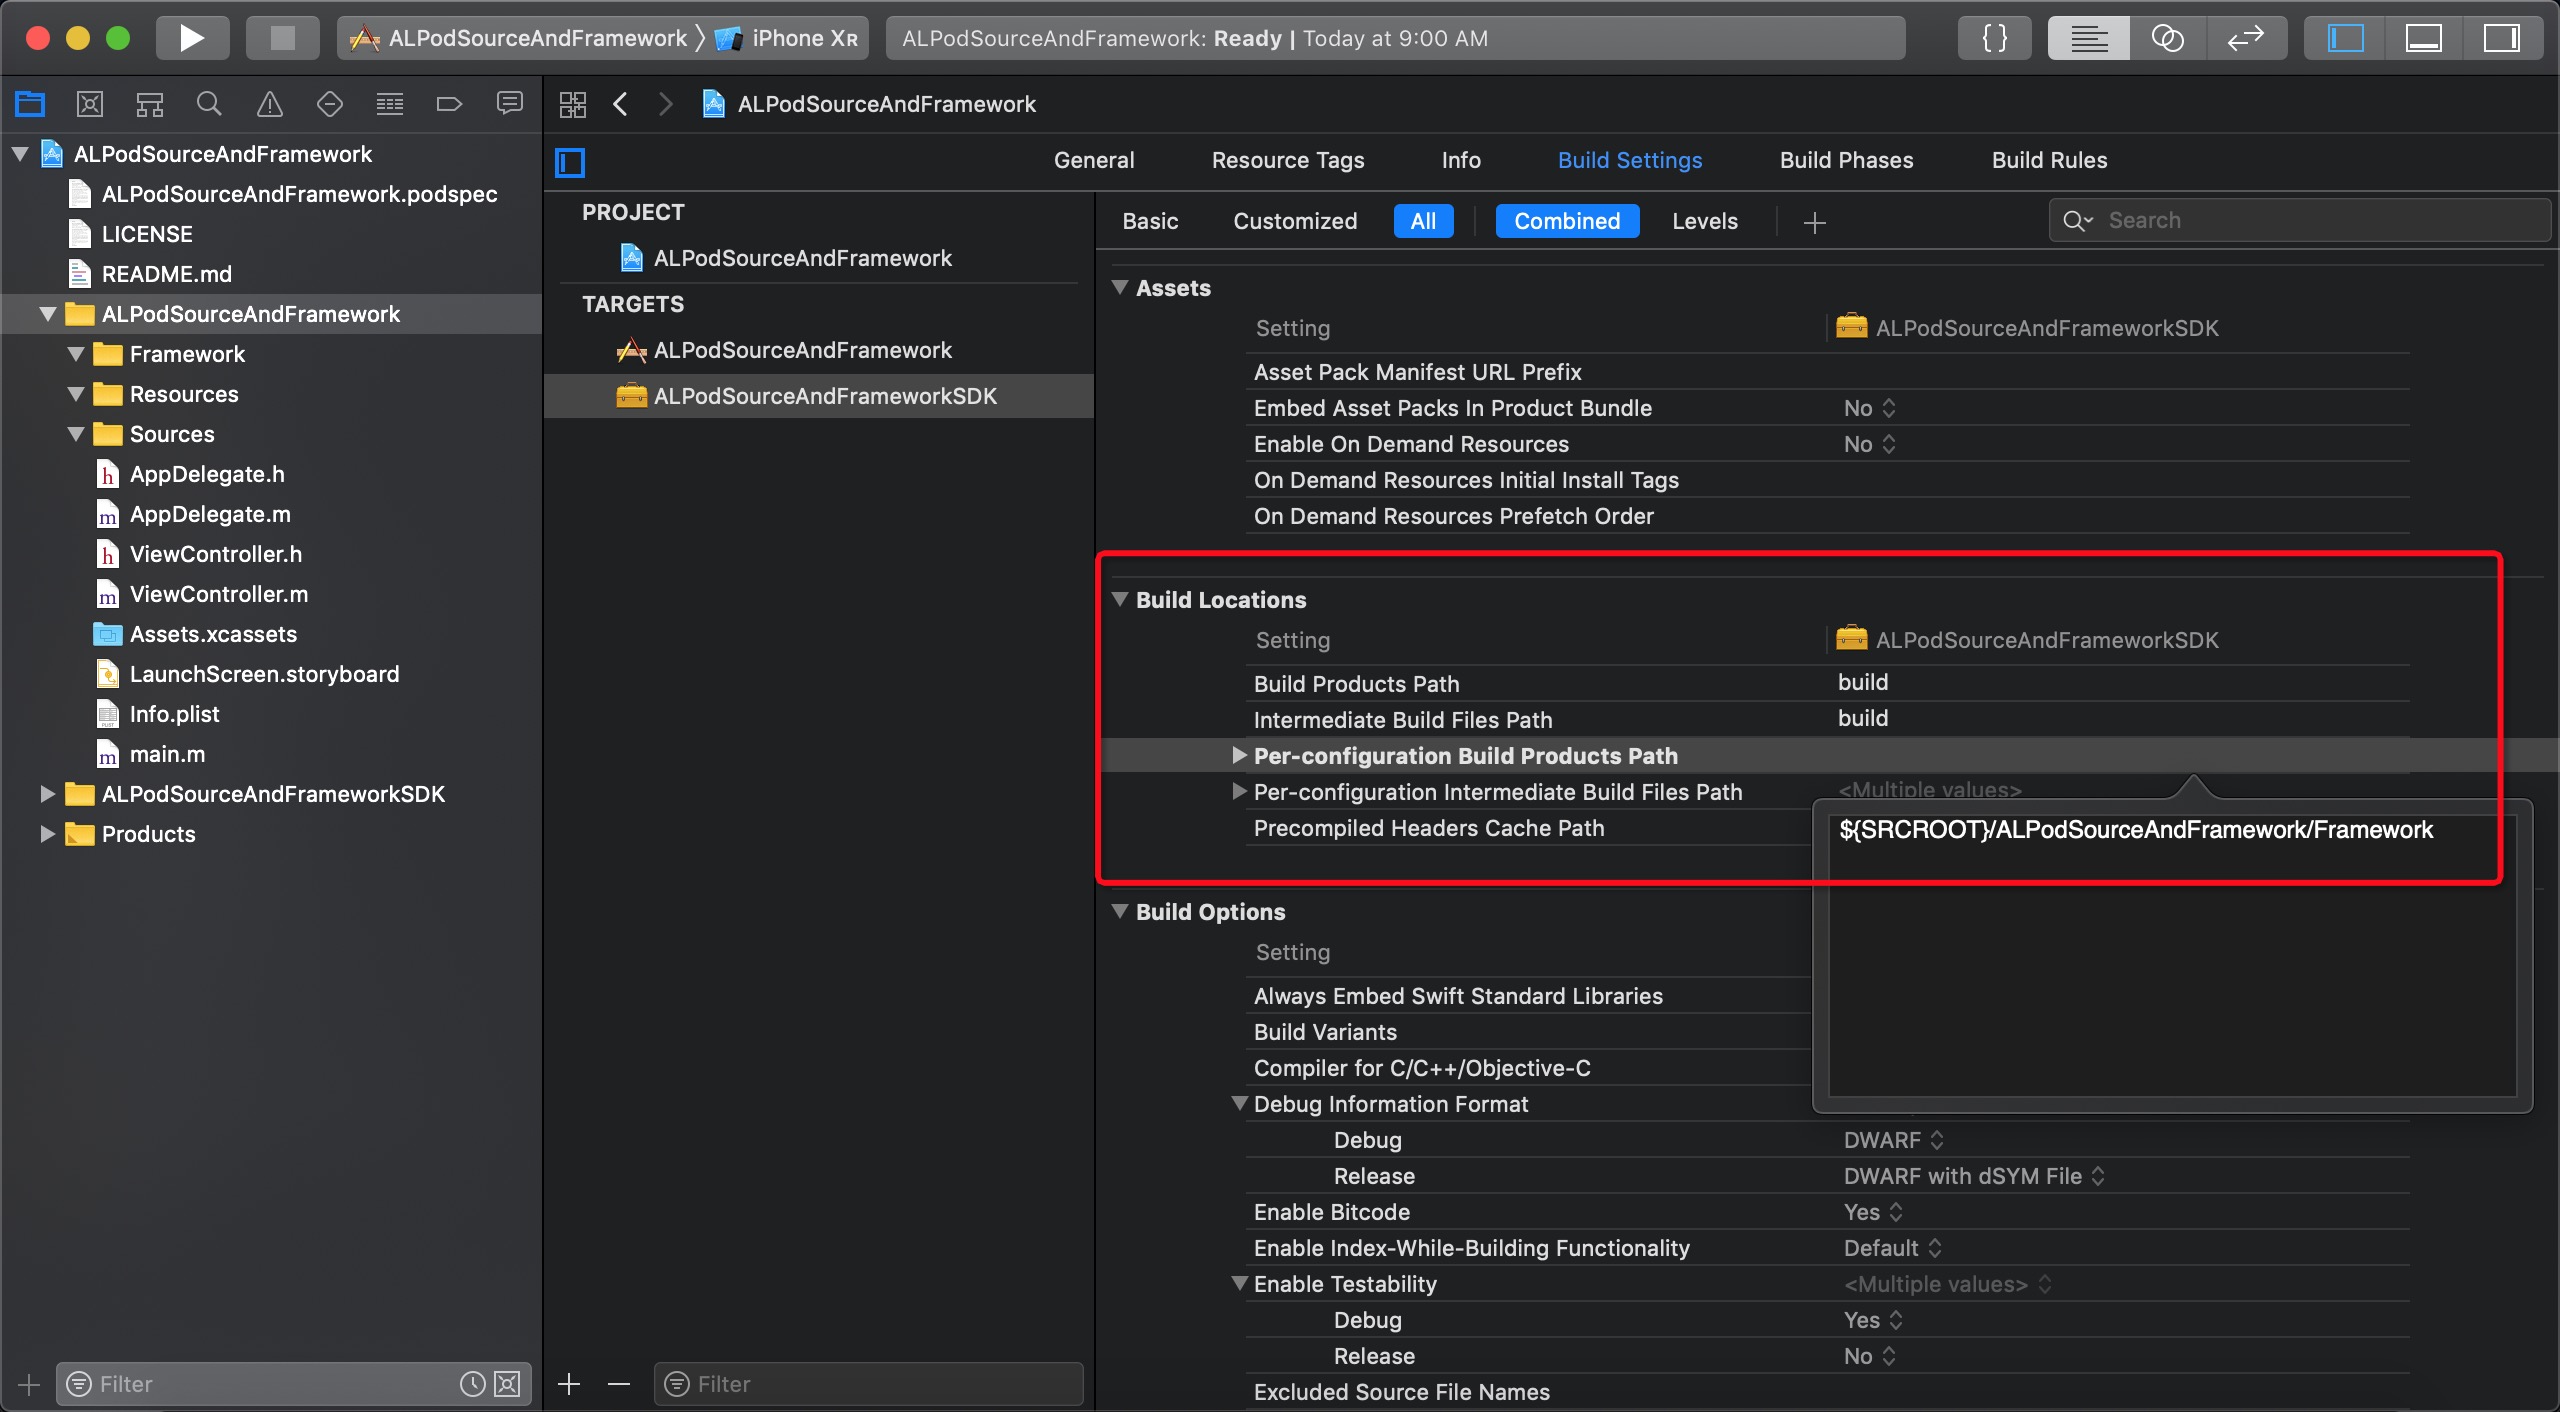 ALPodSourceAndFramework 〉 iPhone XR
ALPodSourceAndFramework: Ready | Today at 9:00 AM
{}
ALPodSourceAndFramework
ALPodSourceAndFramework
ALPodSourceAndFramework.podspec
LICENSE
README.md
ALPodSourceAndFramework
Framework
Resources
Sources
h AppDelegate.h
m AppDelegate.m
h ViewController.h
m ViewController.m
Assets.xcassets
LaunchScreen.storyboard
Info.plist
m main.m
ALPodSourceAndFrameworkSDK
Products
Filter
General Resource Tags Info Build Settings Build Phases Build Rules
PROJECT
ALPodSourceAndFramework
TARGETS
ALPodSourceAndFramework
ALPodSourceAndFrameworkSDK
Filter
Basic Customized All Combined Levels + Search
Assets
Setting ALPodSourceAndFrameworkSDK
Asset Pack Manifest URL Prefix
Embed Asset Packs In Product Bundle No
Enable On Demand Resources No
On Demand Resources Initial Install Tags
On Demand Resources Prefetch Order
Build Locations
Setting ALPodSourceAndFrameworkSDK
Build Products Path build
Intermediate Build Files Path build
Per-configuration Build Products Path
Per-configuration Intermediate Build Files Path <Multiple values>
Precompiled Headers Cache Path
${SRCROOT}/ALPodSourceAndFramework/Framework
Build Options
Setting
Always Embed Swift Standard Libraries
Build Variants
Compiler for C/C++/Objective-C
Debug Information Format
Debug DWARF
Release DWARF with dSYM File
Enable Bitcode Yes
Enable Index-While-Building Functionality Default
Enable Testability <Multiple values>
Debug Yes
Release No
Excluded Source File Names